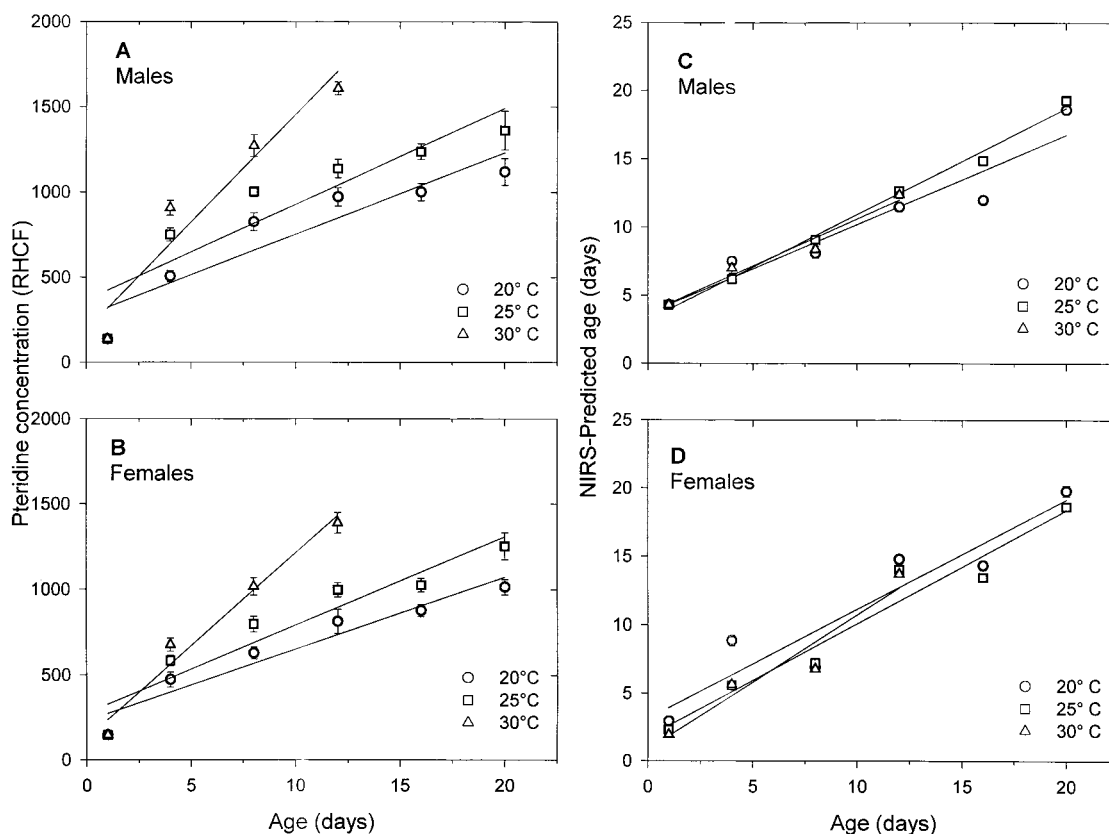 Pteridine concentration (RHCF)
2000
1500
1000
500
0
A
Males
20° C
25° C
30° C
2000
1500
1000
500
0
B
Females
20°C
25°C
30°C
0 5 10 15 20
Age (days)
NIRS-Predicted age (days)
25
20
15
10
5
0
C
Males
20° C
25° C
30° C
25
20
15
10
5
0
D
Females
20° C
25° C
30° C
0 5 10 15 20
Age (days)